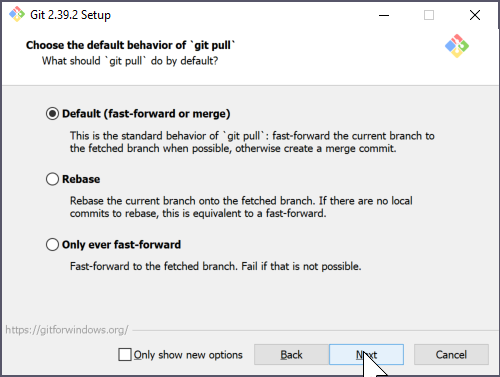 Git 2.39.2 Setup
Choose the default behavior of `git pull`
What should `git pull` do by default?
Default (fast-forward or merge)
This is the standard behavior of `git pull`: fast-forward the current branch to
the fetched branch when possible, otherwise create a merge commit.
Rebase
Rebase the current branch onto the fetched branch. If there are no local
commits to rebase, this is equivalent to a fast-forward.
Only ever fast-forward
Fast-forward to the fetched branch. Fail if that is not possible.
https://gitforwindows.org/
Only show new options
Back
Next
Cancel